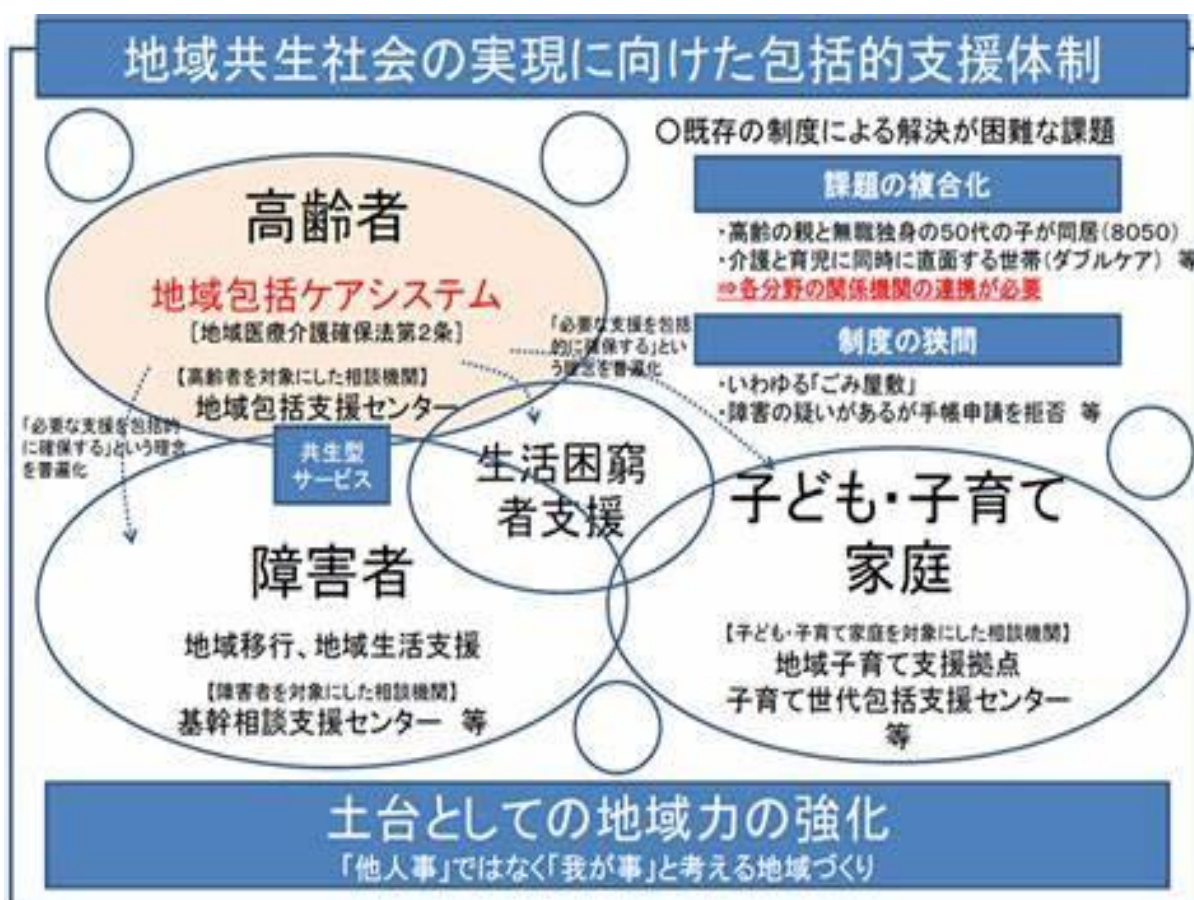 地域共生社会の実現に向けた包括的支援体制
○既存の制度による解決が困難な課題
課題の複合化
・高齢の親と無職独身の50代の子が同居(8050)
・介護と育児に同時に直面する世帯(ダブルケア) 等
⇒各分野の関係機関の連携が必要
制度の狭間
・いわゆる「ごみ屋敷」
・障害の疑いがあるが手帳申請を拒否 等
高齢者
地域包括ケアシステム
[地域医療介護確保法第2条]
【高齢者を対象にした相談機関】
地域包括支援センター
「必要な支援を包括
的に確保する」とい
う理念を普遍化
「必要な支援を包括的
に確保する」という理念
を普遍化
共生型
サービス
生活困窮
者支援
障害者
地域移行、地域生活支援
【障害者を対象にした相談機関】
基幹相談支援センター 等
子ども・子育て
家庭
【子ども・子育て家庭を対象にした相談機関】
地域子育て支援拠点
子育て世代包括支援センター
等
土台としての地域力の強化
「他人事」ではなく「我が事」と考える地域づくり